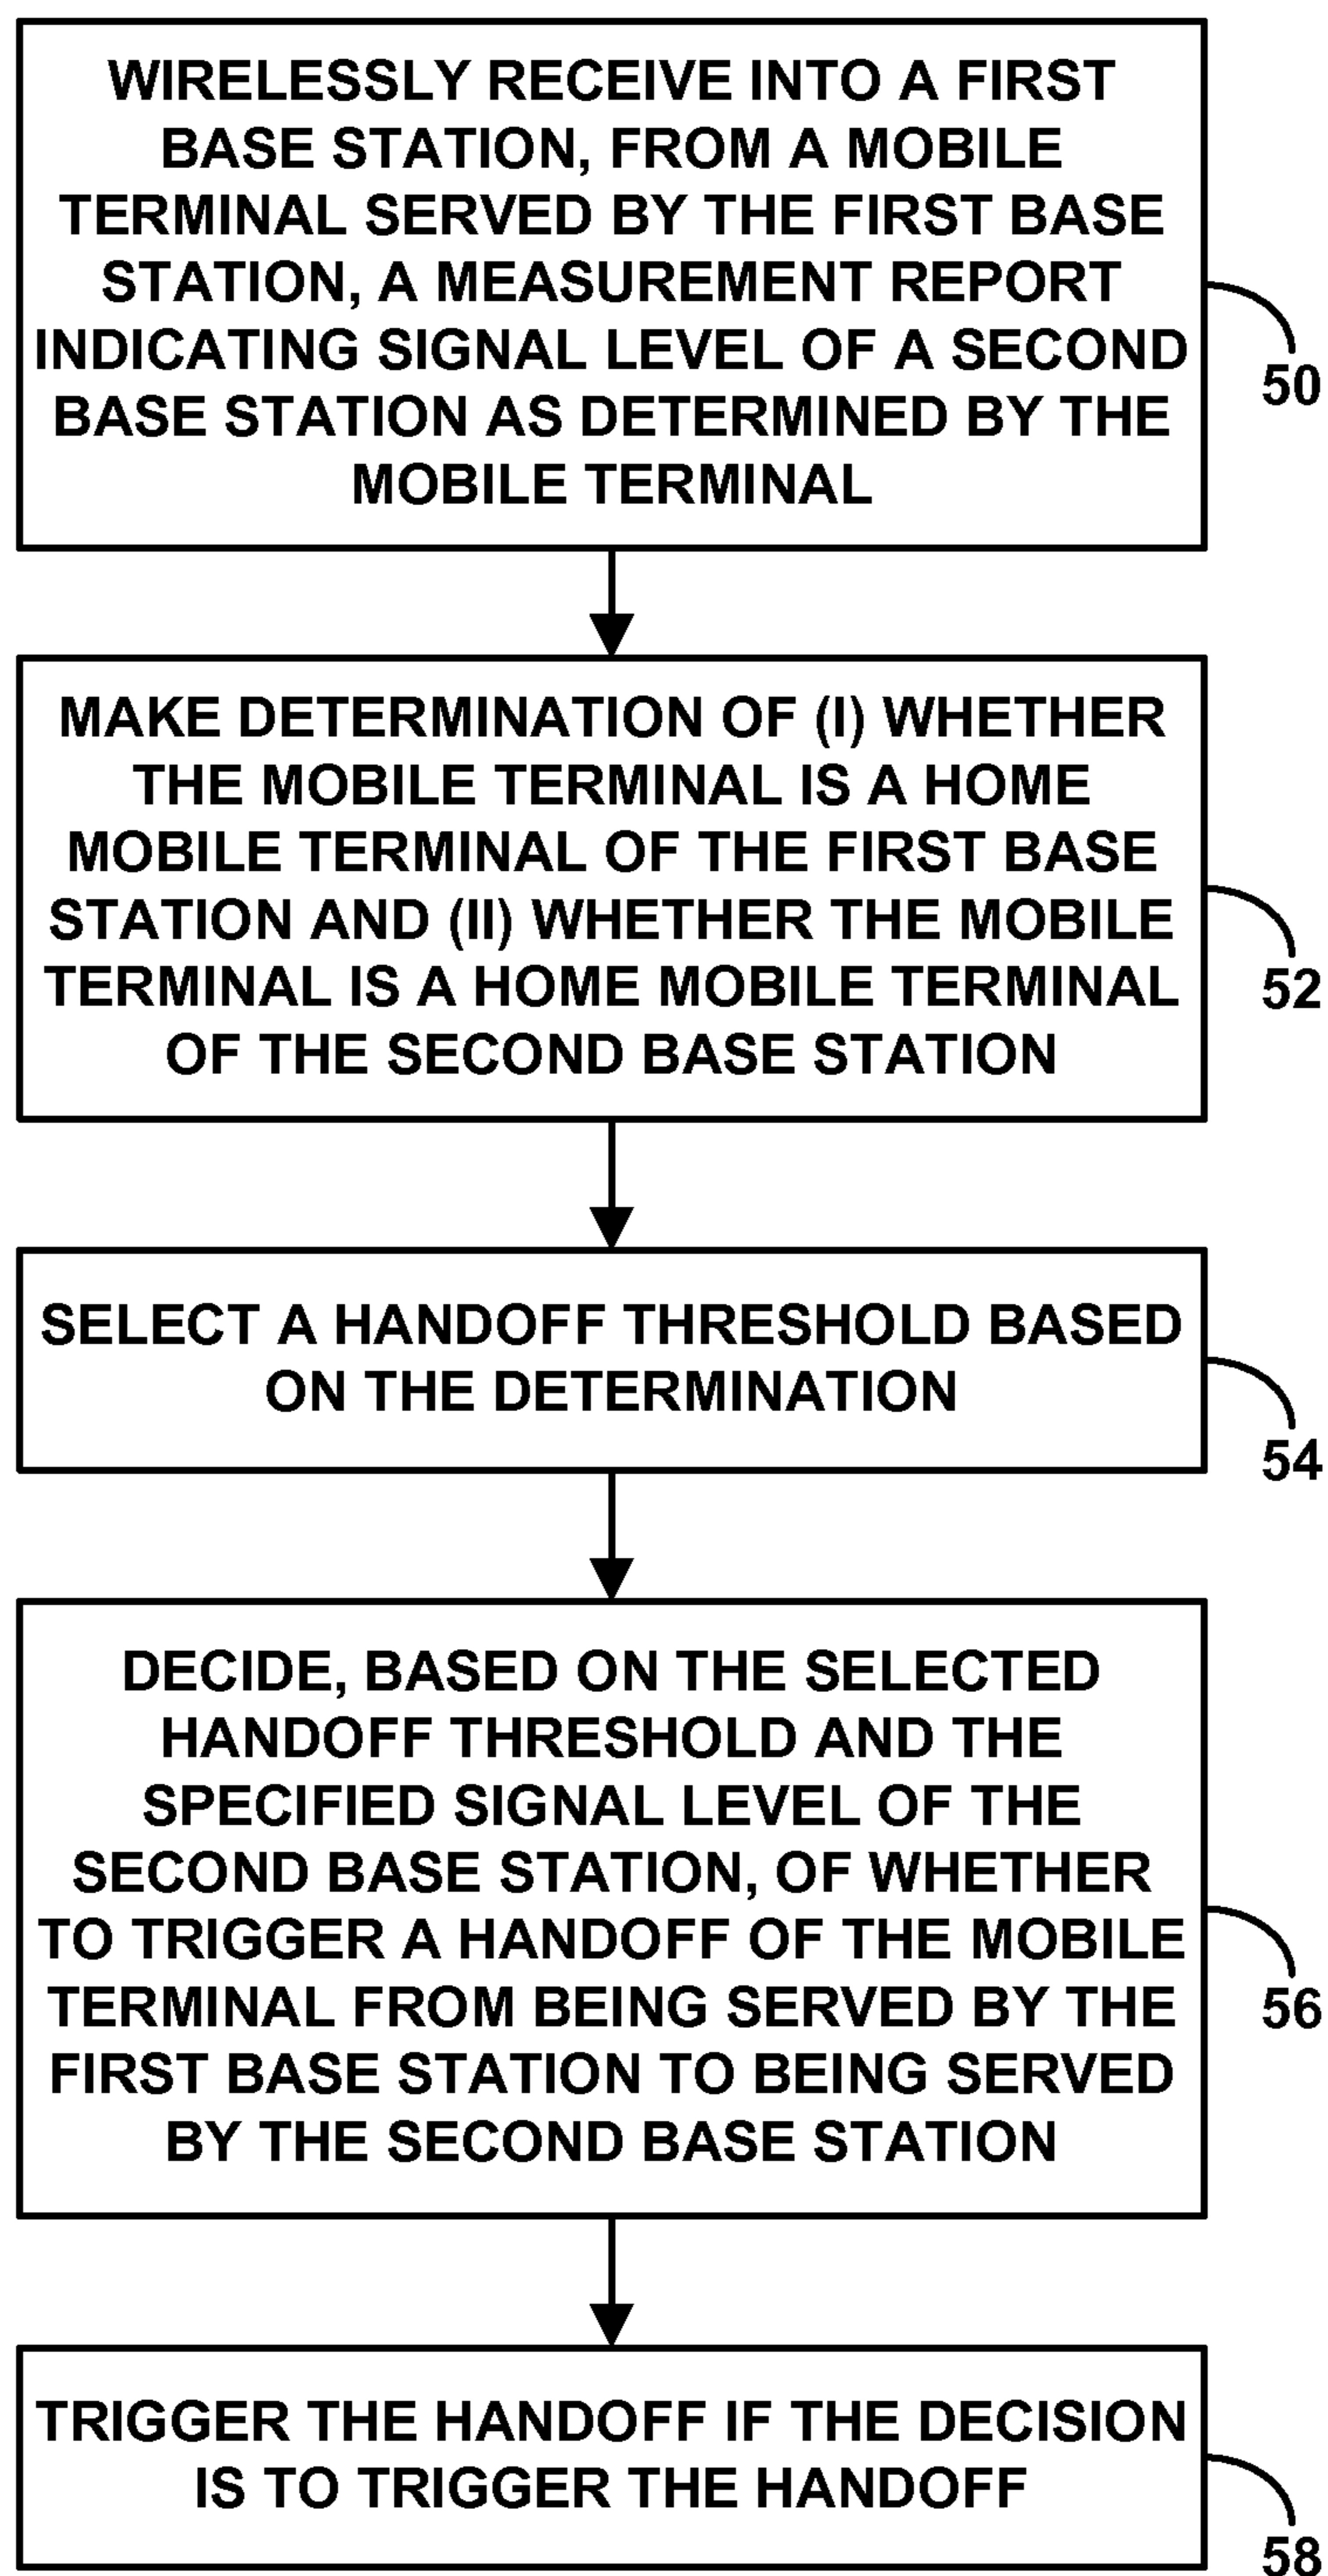 WIRELESSLY RECEIVE INTO A FIRST
BASE STATION, FROM A MOBILE
TERMINAL SERVED BY THE FIRST BASE
STATION, A MEASUREMENT REPORT
INDICATING SIGNAL LEVEL OF A SECOND
BASE STATION AS DETERMINED BY THE
MOBILE TERMINAL
50
MAKE DETERMINATION OF (I) WHETHER
THE MOBILE TERMINAL IS A HOME
MOBILE TERMINAL OF THE FIRST BASE
STATION AND (II) WHETHER THE MOBILE
TERMINAL IS A HOME MOBILE TERMINAL
OF THE SECOND BASE STATION
52
SELECT A HANDOFF THRESHOLD BASED
ON THE DETERMINATION
54
DECIDE, BASED ON THE SELECTED
HANDOFF THRESHOLD AND THE
SPECIFIED SIGNAL LEVEL OF THE
SECOND BASE STATION, OF WHETHER
TO TRIGGER A HANDOFF OF THE MOBILE
TERMINAL FROM BEING SERVED BY THE
FIRST BASE STATION TO BEING SERVED
BY THE SECOND BASE STATION
56
TRIGGER THE HANDOFF IF THE DECISION
IS TO TRIGGER THE HANDOFF
58